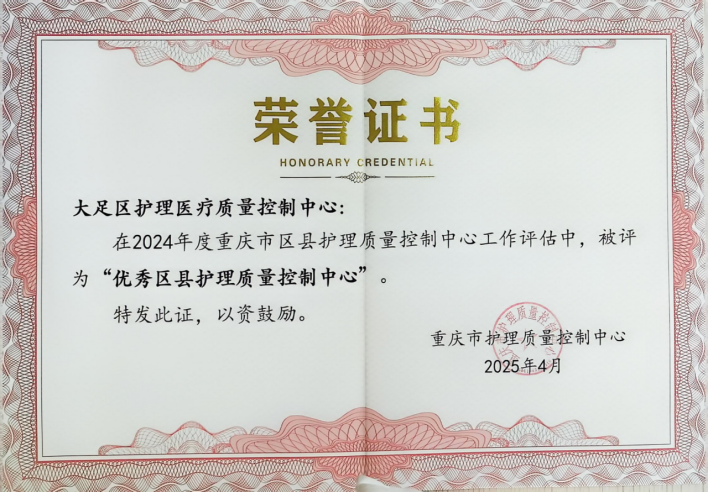 荣誉证书
HONORARY CREDENTIAL
大足区护理医疗质量控制中心：
在2024年度重庆市区县护理质量控制中心工作评估中，被评
为“优秀区县护理质量控制中心”。
特发此证，以资鼓励。
重庆市护理质量控制中心
2025年4月